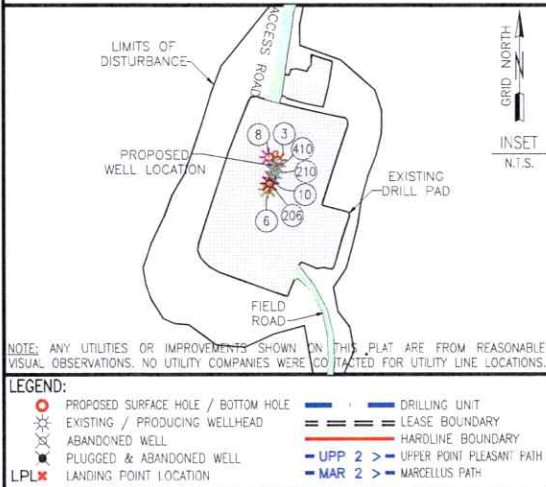 ACCESS ROAD
LIMITS OF
DISTURBANCE
GRID NORTH
N
INSET
N.T.S.
8
3
410
PROPOSED
WELL LOCATION
210
EXISTING
DRILL PAD
10
206
6
FIELD
ROAD
NOTE: ANY UTILITIES OR IMPROVEMENTS SHOWN ON THIS PLAT ARE FROM REASONABLE
VISUAL OBSERVATIONS. NO UTILITY COMPANIES WERE CONTACTED FOR UTILITY LINE LOCATIONS.
LEGEND:
PROPOSED SURFACE HOLE / BOTTOM HOLE
EXISTING / PRODUCING WELLHEAD
ABANDONED WELL
PLUGGED & ABANDONED WELL
LPL LANDING POINT LOCATION
DRILLING UNIT
LEASE BOUNDARY
HARDLINE BOUNDARY
UPP 2 > UPPER POINT PLEASANT PATH
MAR 2 > MARCELLUS PATH